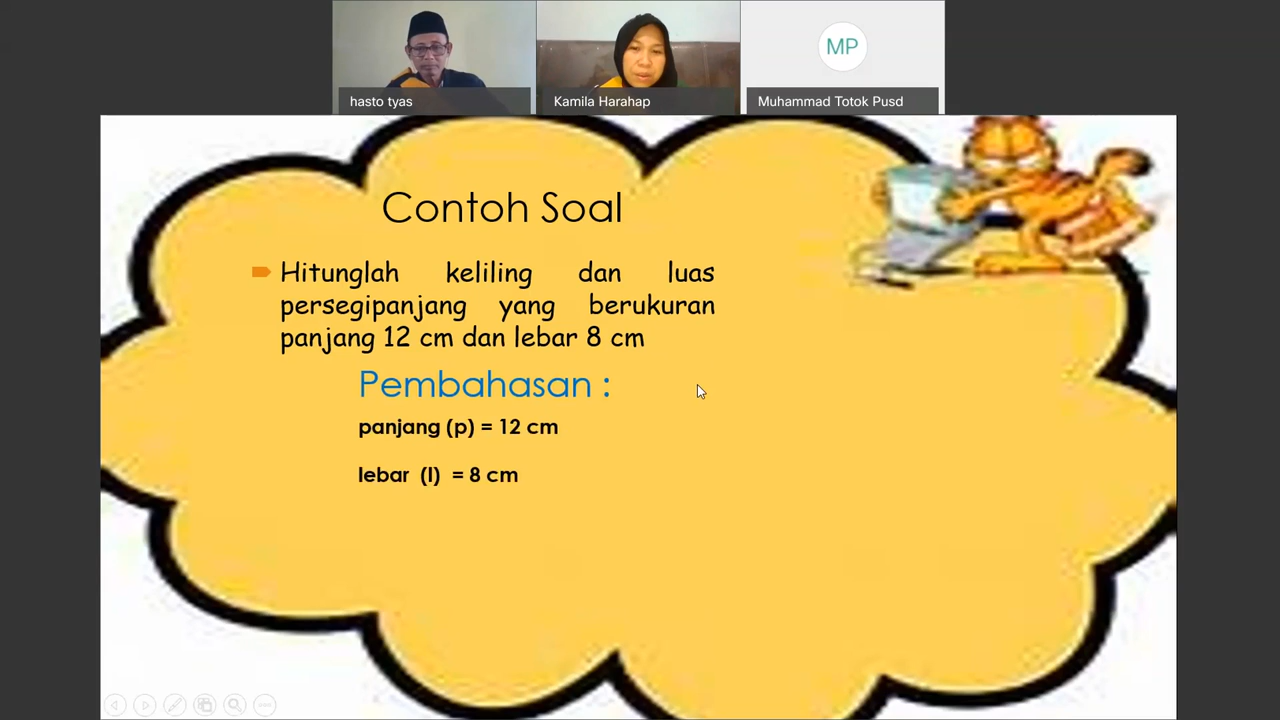 hasto tyas
Kamila Harahap
MP
Muhammad Totok Pusd
Contoh Soal
Hitunglah keliling dan luas
persegipanjang yang berukuran
panjang 12 cm dan lebar 8 cm
Pembahasan :
panjang (p) = 12 cm
lebar (l) = 8 cm